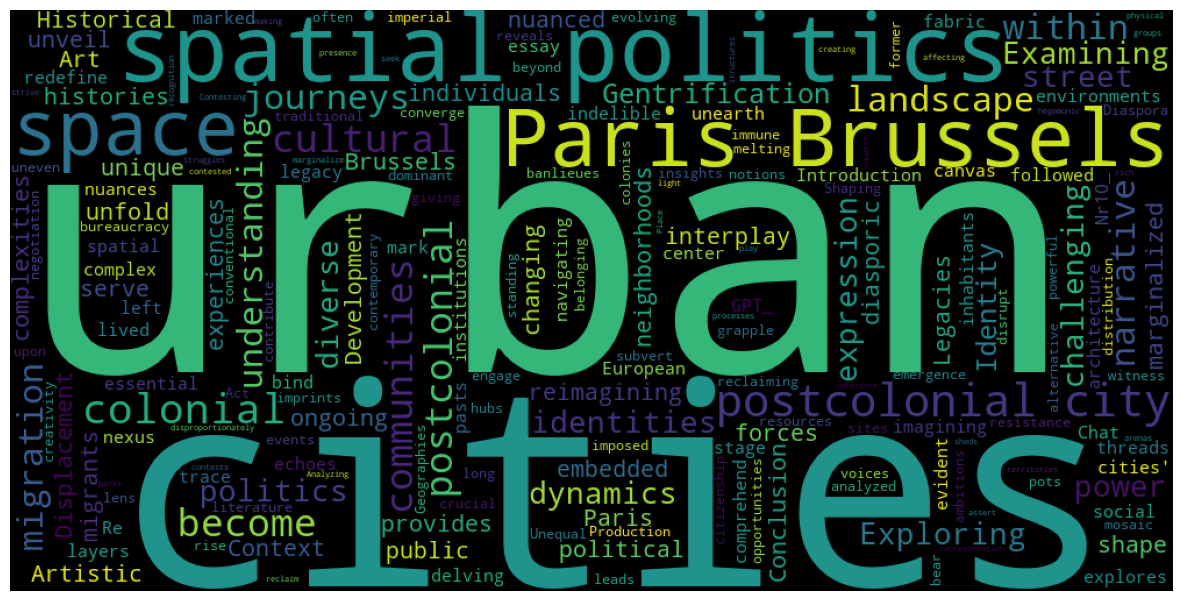 Historical
marked
often
imperial
nuanced
evolving
former
fabric
within
making
physical
groups
unveil
Art
spatial politics
presence
reveals
essay
seek
creating
structures
affecting
Examining
redefine
beyond
street
histories
recognition
strive
Contesting
journeys
individuals
Gentrification
landscape
environments
hegemonic
Diaspora
space
traditional
converge
indelible
unearth
cultural
Paris Brussels
immune
melting
uneven
unique
understanding
struggles
contested
marginalize
Brussels
legacy
dominant
banlieues
colonies
insights
notions
Introduction
canvas
followed
light
giving
Shaping
rich
urban
nuances
unfold
bureaucracy
negotiation
complexities
spatial
complex
serve
left
lived
experiences
conventional
contribute
diverse
Development
mark
contemporary
communities
postcolonial
institutions
standing
changing
navigating
belonging
neighborhoods
interplay
center
Place
play
GPT_
processes
grapple
expression
diasporic
Legacies
inhabitants
Identity
disrupt
powerful
alternative
challenging
architecture
distribution
Nr10_
narrative
marginalized
upon
essential
Act
bind
imprints
pasts
engage
hubs
subvert
European
reclaiming
emergence
witness
intersect
migration
creativity
Displacement
migrants
colonial
ongoing
reimagining
identities
postcolonial city
resources
sites
imagining
resistance
nexus
disproportionately
events
Geographies
long
imposed
forces
stage
Chat
arenas
sheds
threads
cities
parks
contests
trace
echoes
Analyzing
politics
literature
lens
Re
become
layers
rise
Context
Artistic
reclaim
provides
crucial
public
delving
embedded
dynamics
Paris
Unequal
Production
political
leads
citizenship
comprehend
opportunities
Conclusion
voices
analyzed
evident
ambitions
territories
assert
cities'
pots
power
social
mosaic
Exploring
shape
bear
representation
explores